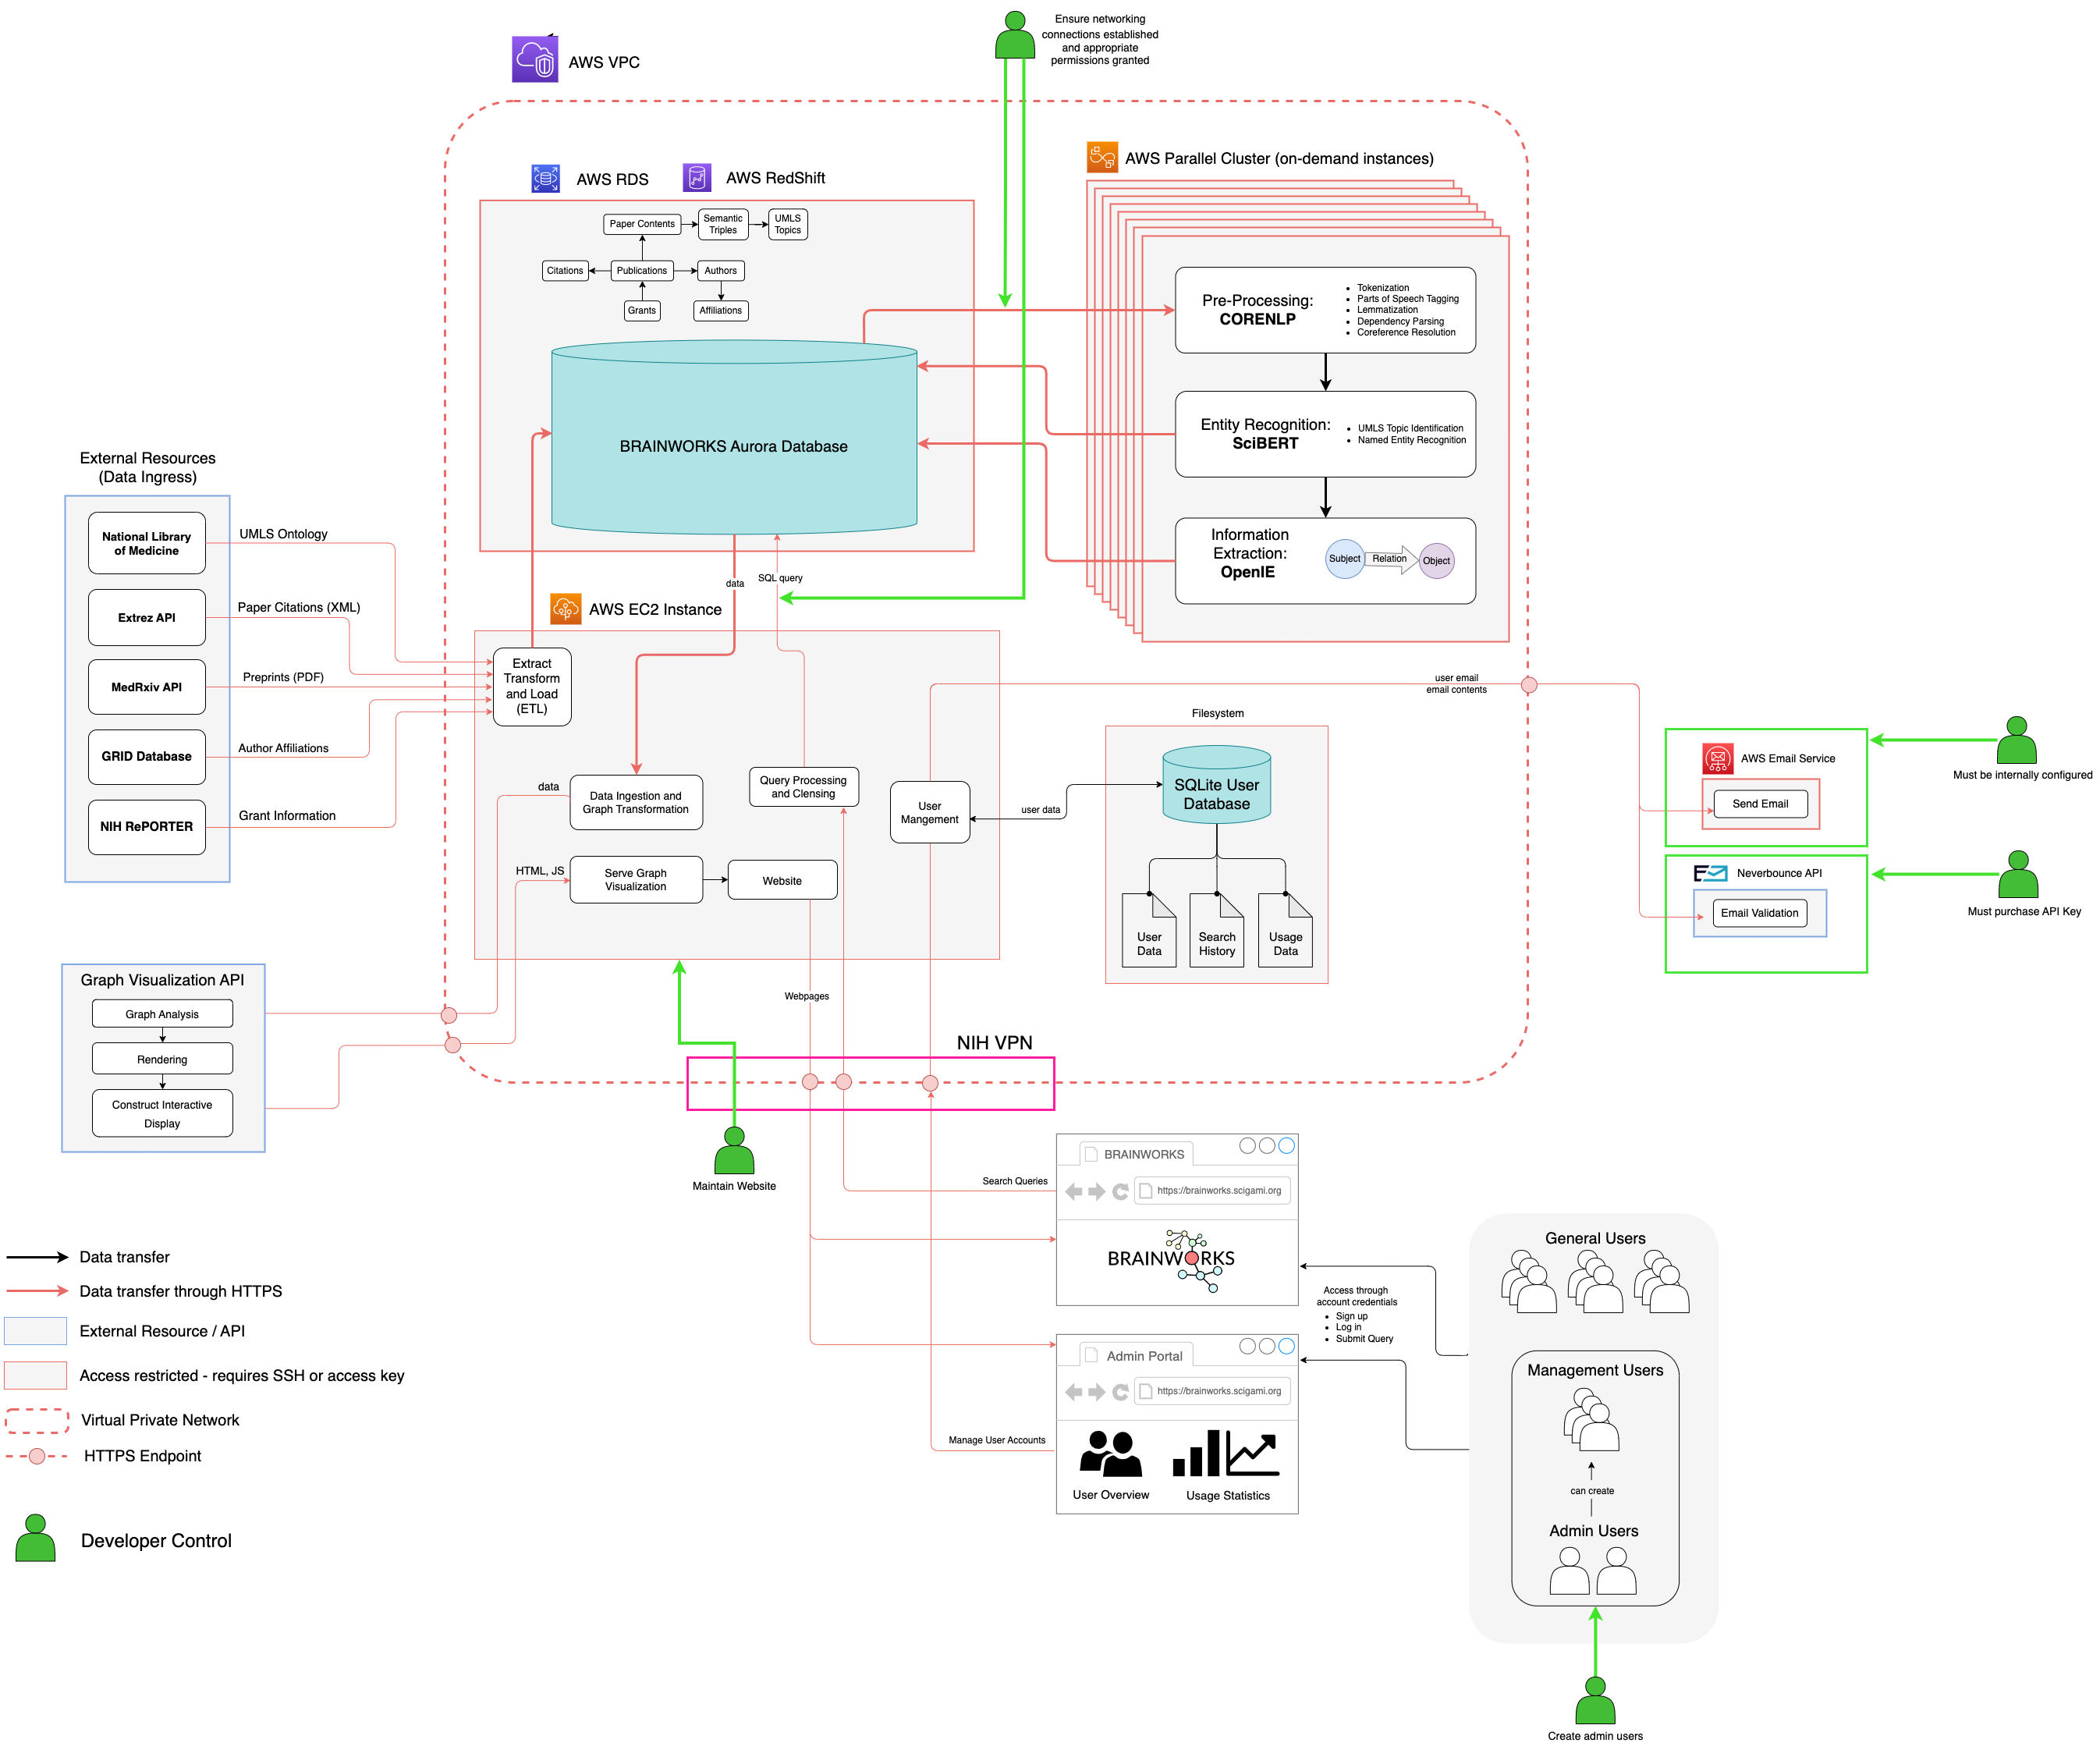 Ensure networking
connections established
and appropriate
permissions granted
AWS VPC
AWS RDS
AWS RedShift
AWS Parallel Cluster (on-demand instances)
Paper Contents
Semantic
Triples
UMLS
Topics
Citations
Publications
Authors
Grants
Affiliations
BRAINWORKS Aurora Database
Pre-Processing:
CORENLP
Tokenization
Parts of Speech Tagging
Lemmatization
Dependency Parsing
Coreference Resolution
Entity Recognition:
SciBERT
UMLS Topic Identification
Named Entity Recognition
Information
Extraction:
OpenIE
Subject
Relation
Object
External Resources
(Data Ingress)
National Library
of Medicine
UMLS Ontology
Extrez API
Paper Citations (XML)
MedRxiv API
Preprints (PDF)
GRID Database
Author Affiliations
NIH RePORTER
Grant Information
data
SQL query
AWS EC2 Instance
Extract
Transform
and Load
(ETL)
data
Data Ingestion and
Graph Transformation
Query Processing
and Clensing
User
Mangement
user data
HTML, JS
Serve Graph
Visualization
Website
user email
email contents
Filesystem
SQLite User
Database
User
Data
Search
History
Usage
Data
AWS Email Service
Send Email
Must be internally configured
Neverbounce API
Email Validation
Must purchase API Key
Graph Visualization API
Graph Analysis
Rendering
Construct Interactive
Display
Webpages
NIH VPN
Maintain Website
Search Queries
BRAINWORKS
https://brainworks.scigami.org
BRAINWORKS
Admin Portal
https://brainworks.scigami.org
Manage User Accounts
User Overview
Usage Statistics
Access through
account credentials
Sign up
Log in
Submit Query
General Users
Management Users
can create
Admin Users
Create admin users
Data transfer
Data transfer through HTTPS
External Resource / API
Access restricted - requires SSH or access key
Virtual Private Network
HTTPS Endpoint
Developer Control